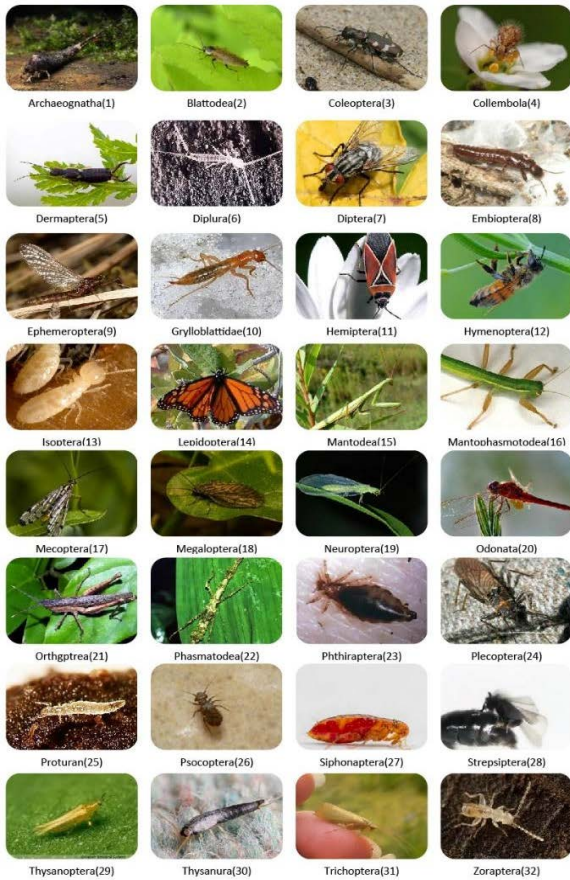 Archaeognatha(1) Blattodea(2) Coleoptera(3) Collembola(4)
Dermaptera(5) Diplura(6) Diptera(7) Embioptera(8)
Ephemeroptera(9) Grylloblattidae(10) Hemiptera(11) Hymenoptera(12)
Isoptera(13) Lepidoptera(14) Mantodea(15) Mantophasmotodea(16)
Mecoptera(17) Megaloptera(18) Neuroptera(19) Odonata(20)
Orthgptrea(21) Phasmatodea(22) Phthiraptera(23) Plecoptera(24)
Proturan(25) Psocoptera(26) Siphonaptera(27) Strepsiptera(28)
Thysanoptera(29) Thysanura(30) Trichoptera(31) Zoraptera(32)